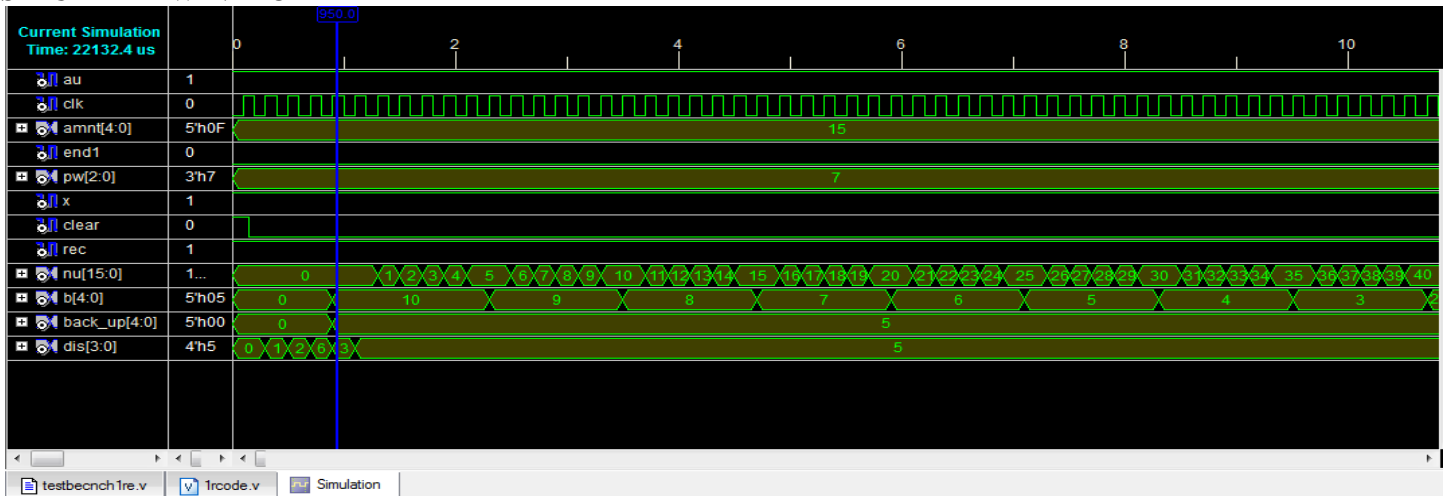 950.0
Current Simulation
Time: 22132.4 us
0 2 4 6 8 10
au 1
clk 0
amnt[4:0] 5'h0F 15
end1 0
pw[2:0] 3'h7 7
x 1
clear 0
rec 1
nu[15:0] 1... 0 1 2 3 4 5 6 7 8 9 10 11 12 13 14 15 16 17 18 19 20 21 22 23 24 25 26 27 28 29 30 31 32 33 34 35 36 37 38 39 40
b[4:0] 5'h05 0 10 9 8 7 6 5 4 3 2
back_up[4:0] 5'h00 0 5
dis[3:0] 4'h5 0 1 2 6 3 5
testbecnch1re.v 1rcode.v Simulation